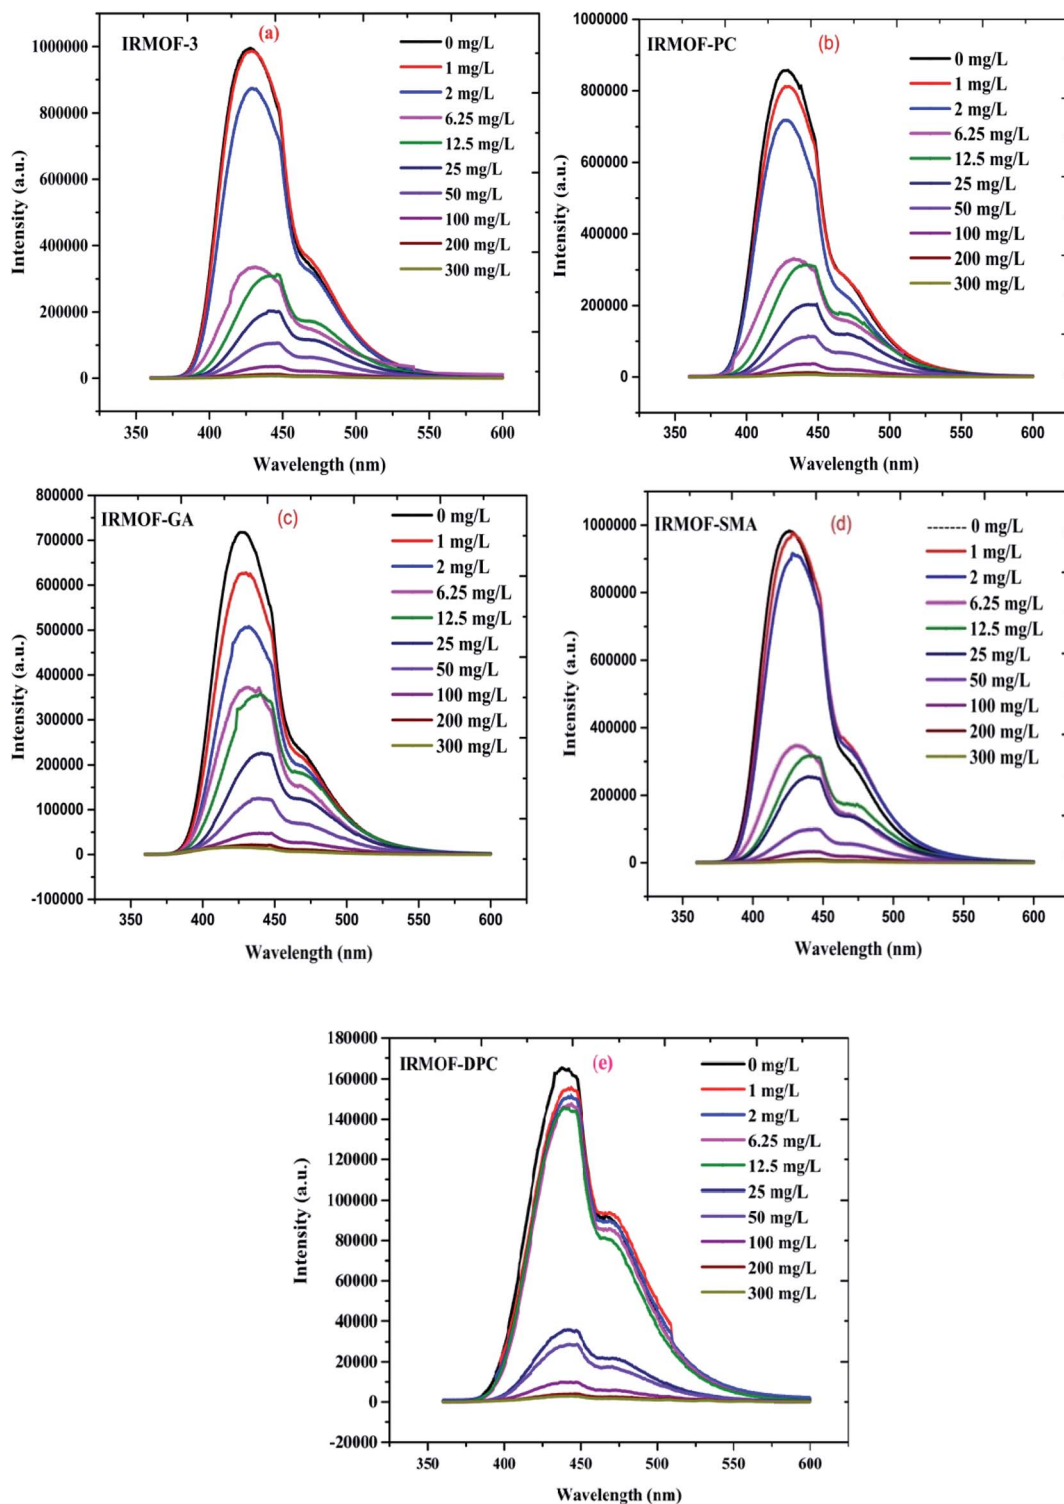 IRMOF-3
(a)
0 mg/L
1 mg/L
2 mg/L
6.25 mg/L
12.5 mg/L
25 mg/L
50 mg/L
100 mg/L
200 mg/L
300 mg/L
1000000
800000
600000
400000
200000
0
Intensity (a.u.)
350 400 450 500 550 600
Wavelength (nm)
IRMOF-PC
(b)
0 mg/L
1 mg/L
2 mg/L
6.25 mg/L
12.5 mg/L
25 mg/L
50 mg/L
100 mg/L
200 mg/L
300 mg/L
1000000
800000
600000
400000
200000
0
Intensity (a.u.)
350 400 450 500 550 600
Wavelength (nm)
IRMOF-GA
(c)
0 mg/L
1 mg/L
2 mg/L
6.25 mg/L
12.5 mg/L
25 mg/L
50 mg/L
100 mg/L
200 mg/L
300 mg/L
800000
700000
600000
500000
400000
300000
200000
100000
0
-100000
Intensity (a.u.)
350 400 450 500 550 600
Wavelength (nm)
IRMOF-SMA
(d)
0 mg/L
1 mg/L
2 mg/L
6.25 mg/L
12.5 mg/L
25 mg/L
50 mg/L
100 mg/L
200 mg/L
300 mg/L
1000000
800000
600000
400000
200000
0
Intensity (a.u.)
350 400 450 500 550 600
Wavelength (nm)
IRMOF-DPC
(e)
0 mg/L
1 mg/L
2 mg/L
6.25 mg/L
12.5 mg/L
25 mg/L
50 mg/L
100 mg/L
200 mg/L
300 mg/L
180000
160000
140000
120000
100000
80000
60000
40000
20000
0
-20000
Intensity (a.u.)
350 400 450 500 550 600
Wavelength (nm)